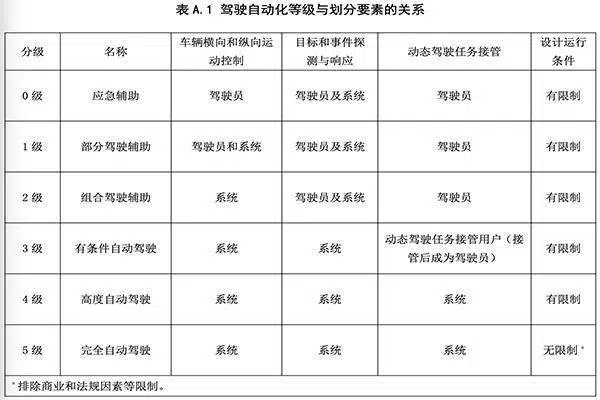 表 A.1 驾驶自动化等级与划分要素的关系
分级 名称 车辆横向和纵向运动控制 目标和事件探测与响应 动态驾驶任务接管 设计运行条件
0 级 应急辅助 驾驶员 驾驶员及系统 驾驶员 有限制
1 级 部分驾驶辅助 驾驶员和系统 驾驶员及系统 驾驶员 有限制
2 级 组合驾驶辅助 系统 驾驶员及系统 驾驶员 有限制
3 级 有条件自动驾驶 系统 系统 动态驾驶任务接管用户（接管后成为驾驶员） 有限制
4 级 高度自动驾驶 系统 系统 系统 有限制
5 级 完全自动驾驶 系统 系统 系统 无限制*
*排除商业和法规因素等限制。